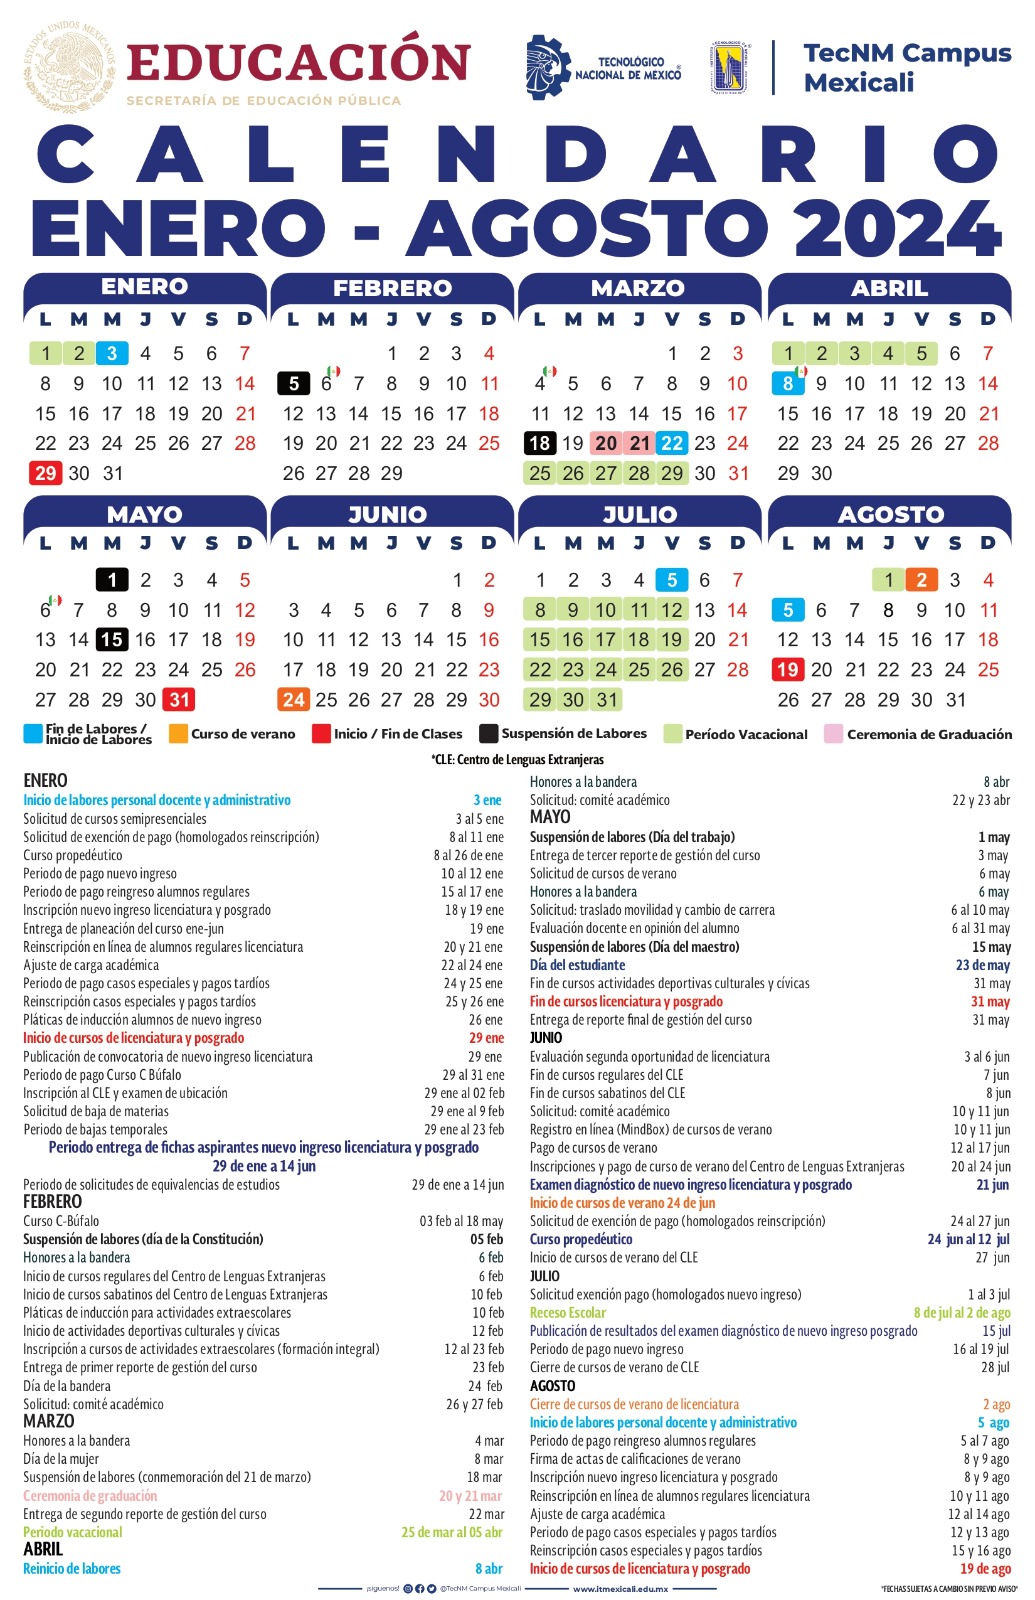 EDUCACIÓN
SECRETARÍA DE EDUCACIÓN PÚBLICA
TECNOLÓGICO
NACIONAL DE MÉXICO
TecNM Campus
Mexicali
CALENDARIO
ENERO - AGOSTO 2024
ENERO
L M M J V S D
1 2 3 4 5 6 7
8 9 10 11 12 13 14
15 16 17 18 19 20 21
22 23 24 25 26 27 28
29 30 31
FEBRERO
L M M J V S D
1 2 3 4
5 6 7 8 9 10 11
12 13 14 15 16 17 18
19 20 21 22 23 24 25
26 27 28 29
MARZO
L M M J V S D
1 2 3
4 5 6 7 8 9 10
11 12 13 14 15 16 17
18 19 20 21 22 23 24
25 26 27 28 29 30 31
ABRIL
L M M J V S D
1 2 3 4 5 6 7
8 9 10 11 12 13 14
15 16 17 18 19 20 21
22 23 24 25 26 27 28
29 30
MAYO
L M M J V S D
1 2 3 4 5
6 7 8 9 10 11 12
13 14 15 16 17 18 19
20 21 22 23 24 25 26
27 28 29 30 31
JUNIO
L M M J V S D
1 2
3 4 5 6 7 8 9
10 11 12 13 14 15 16
17 18 19 20 21 22 23
24 25 26 27 28 29 30
JULIO
L M M J V S D
1 2 3 4 5 6 7
8 9 10 11 12 13 14
15 16 17 18 19 20 21
22 23 24 25 26 27 28
29 30 31
AGOSTO
L M M J V S D
1 2 3 4
5 6 7 8 9 10 11
12 13 14 15 16 17 18
19 20 21 22 23 24 25
26 27 28 29 30 31
Fin de Labores /
Inicio de Labores
Curso de verano
Inicio / Fin de Clases
Suspensión de Labores
Período Vacacional
Ceremonia de Graduación
*CLE: Centro de Lenguas Extranjeras
ENERO
Inicio de labores personal docente y administrativo 3 ene
Solicitud de cursos semipresenciales 3 al 5 ene
Solicitud de exención de pago (homologados reinscripción) 8 al 11 ene
Curso propedéutico 8 al 26 de ene
Periodo de pago nuevo ingreso 10 al 12 ene
Periodo de pago reingreso alumnos regulares 15 al 17 ene
Inscripción nuevo ingreso licenciatura y posgrado 18 y 19 ene
Entrega de planeación del curso ene-jun 19 ene
Reinscripción en línea de alumnos regulares licenciatura 20 y 21 ene
Ajuste de carga académica 22 al 24 ene
Periodo de pago casos especiales y pagos tardíos 24 y 25 ene
Reinscripción casos especiales y pagos tardíos 25 y 26 ene
Pláticas de inducción alumnos de nuevo ingreso 26 ene
Inicio de cursos de licenciatura y posgrado 29 ene
Publicación de convocatoria de nuevo ingreso licenciatura 29 ene
Periodo de pago Curso C Búfalo 29 al 31 ene
Inscripción al CLE y examen de ubicación 29 ene al 02 feb
Solicitud de baja de materias 29 ene al 9 feb
Periodo de bajas temporales 29 ene al 23 feb
Periodo entrega de fichas aspirantes nuevo ingreso licenciatura y posgrado
29 de ene a 14 jun
Periodo de solicitudes de equivalencias de estudios 29 de ene a 14 jun
FEBRERO
Curso C-Búfalo 03 feb al 18 may
Suspensión de labores (día de la Constitución) 05 feb
Honores a la bandera 6 feb
Inicio de cursos regulares del Centro de Lenguas Extranjeras 6 feb
Inicio de cursos sabatinos del Centro de Lenguas Extranjeras 10 feb
Pláticas de inducción para actividades extraescolares 10 feb
Inicio de actividades deportivas culturales y cívicas 12 feb
Inscripción a cursos de actividades extraescolares (formación integral) 12 al 23 feb
Entrega de primer reporte de gestión del curso 23 feb
Día de la bandera 24 feb
Solicitud: comité académico 26 y 27 feb
MARZO
Honores a la bandera 4 mar
Día de la mujer 8 mar
Suspensión de labores (conmemoración del 21 de marzo) 18 mar
Ceremonia de graduación 20 y 21 mar
Entrega de segundo reporte de gestión del curso 22 mar
Periodo vacacional 25 de mar al 05 abr
ABRIL
Reinicio de labores 8 abr
Honores a la bandera 8 abr
Solicitud: comité académico 22 y 23 abr
MAYO
Suspensión de labores (Día del trabajo) 1 may
Entrega de tercer reporte de gestión del curso 3 may
Solicitud de cursos de verano 6 may
Honores a la bandera 6 may
Solicitud: traslado movilidad y cambio de carrera 6 al 10 may
Evaluación docente en opinión del alumno 6 al 31 may
Suspensión de labores (Día del maestro) 15 may
Día del estudiante 23 de may
Fin de cursos actividades deportivas culturales y cívicas 31 may
Fin de cursos licenciatura y posgrado 31 may
Entrega de reporte final de gestión del curso 31 may
JUNIO
Evaluación segunda oportunidad de licenciatura 3 al 6 jun
Fin de cursos regulares del CLE 7 jun
Fin de cursos sabatinos del CLE 8 jun
Solicitud: comité académico 10 y 11 jun
Registro en línea (MindBox) de cursos de verano 10 y 11 jun
Pago de cursos de verano 12 al 17 jun
Inscripciones y pago de curso de verano del Centro de Lenguas Extranjeras 20 al 24 jun
Examen diagnóstico de nuevo ingreso licenciatura y posgrado 21 jun
Inicio de cursos de verano 24 de jun
Solicitud de exención de pago (homologados reinscripción) 24 al 27 jun
Curso propedéutico 24 jun al 12 jul
Inicio de cursos de verano del CLE 27 jun
JULIO
Solicitud exención pago (homologados nuevo ingreso) 1 al 3 jul
Receso Escolar 8 de jul al 2 de ago
Publicación de resultados del examen diagnóstico de nuevo ingreso posgrado 15 jul
Periodo de pago nuevo ingreso 16 al 19 jul
Cierre de cursos de verano de CLE 28 jul
AGOSTO
Cierre de cursos de verano de licenciatura 2 ago
Inicio de labores personal docente y administrativo 5 ago
Periodo de pago reingreso alumnos regulares 5 al 7 ago
Firma de actas de calificaciones de verano 8 y 9 ago
Inscripción nuevo ingreso licenciatura y posgrado 8 y 9 ago
Reinscripción en línea de alumnos regulares licenciatura 10 y 11 ago
Ajuste de carga académica 12 al 14 ago
Periodo de pago casos especiales y pagos tardíos 12 y 13 ago
Reinscripción casos especiales y pagos tardíos 15 y 16 ago
Inicio de cursos de licenciatura y posgrado 19 de ago
¡síguenos! @TecNM Campus Mexicali www.itmexicali.edu.mx
*FECHAS SUJETAS A CAMBIO SIN PREVIO AVISO*